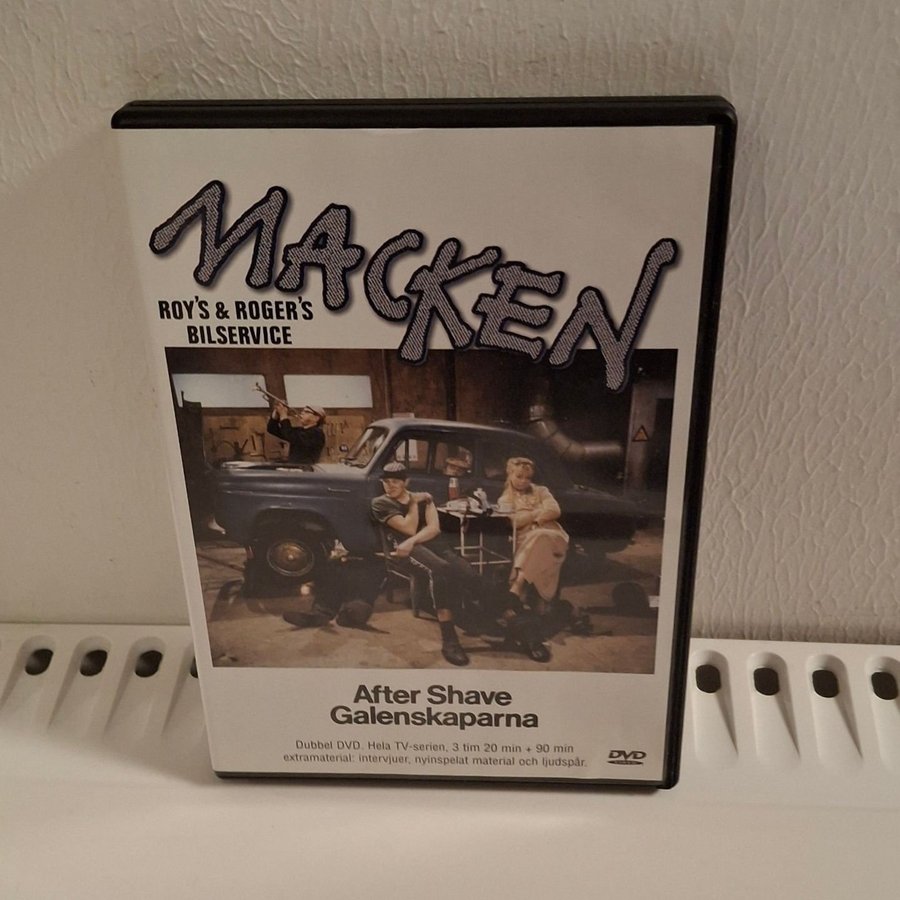 MACKEN
ROY'S & ROGER'S
BILSERVICE
After Shave
Galenskaparna
Dubbel DVD. Hela TV-serien, 3 tim 20 min + 90 min
extramaterial: intervjuer, nyinspelat material och ljudspår.
DVD